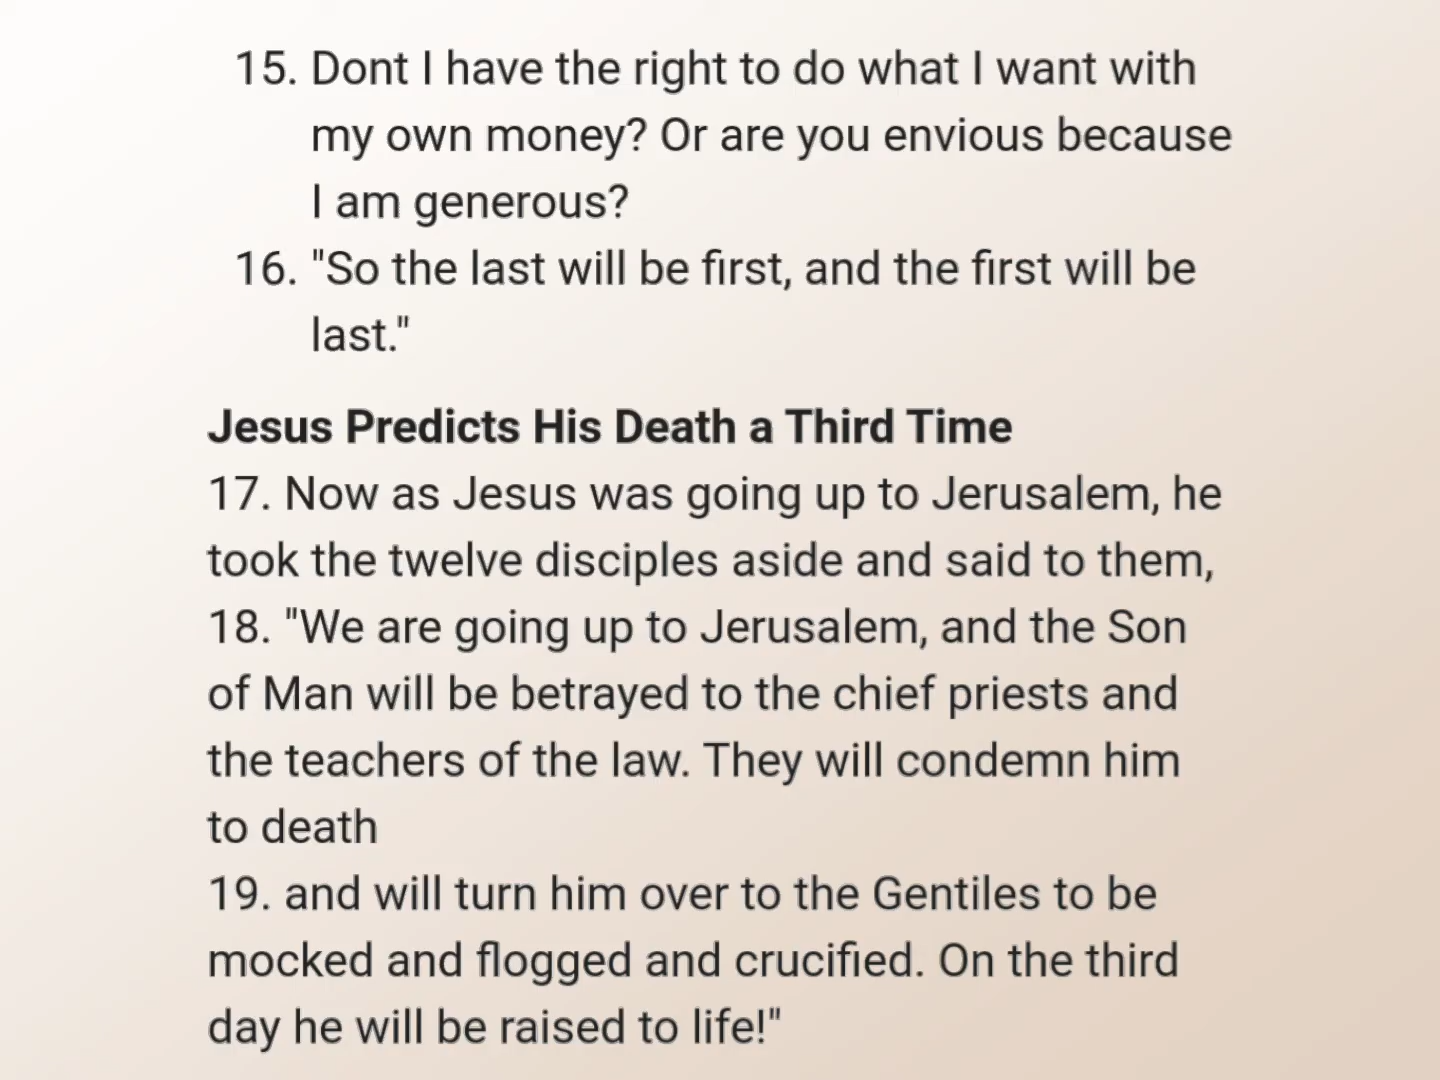 15. Dont I have the right to do what I want with
my own money? Or are you envious because
I am generous?
16. "So the last will be first, and the first will be
last."
Jesus Predicts His Death a Third Time
17. Now as Jesus was going up to Jerusalem, he
took the twelve disciples aside and said to them,
18. "We are going up to Jerusalem, and the Son
of Man will be betrayed to the chief priests and
the teachers of the law. They will condemn him
to death
19. and will turn him over to the Gentiles to be
mocked and flogged and crucified. On the third
day he will be raised to life!"